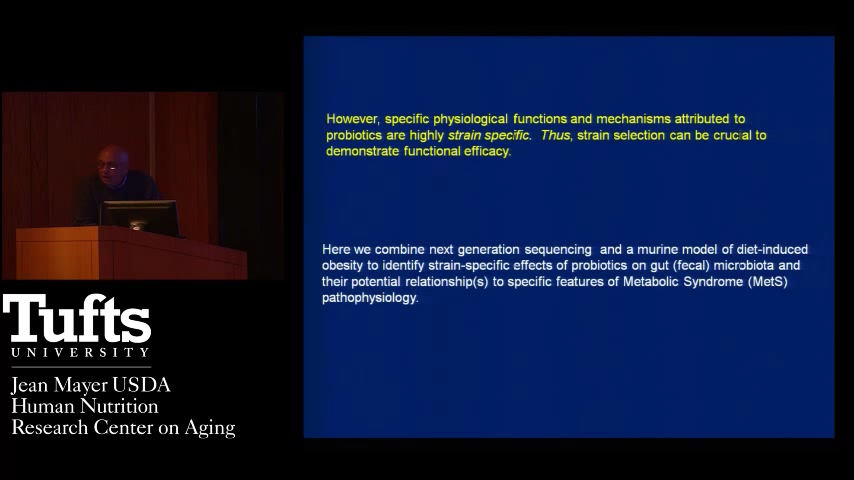 However, specific physiological functions and mechanisms attributed to
probiotics are highly strain specific. Thus, strain selection can be crucial to
demonstrate functional efficacy.
Here we combine next generation sequencing and a murine model of diet-induced
obesity to identify strain-specific effects of probiotics on gut (fecal) microbiota and
their potential relationship(s) to specific features of Metabolic Syndrome (MetS)
pathophysiology.
Tufts
UNIVERSITY
Jean Mayer USDA
Human Nutrition
Research Center on Aging